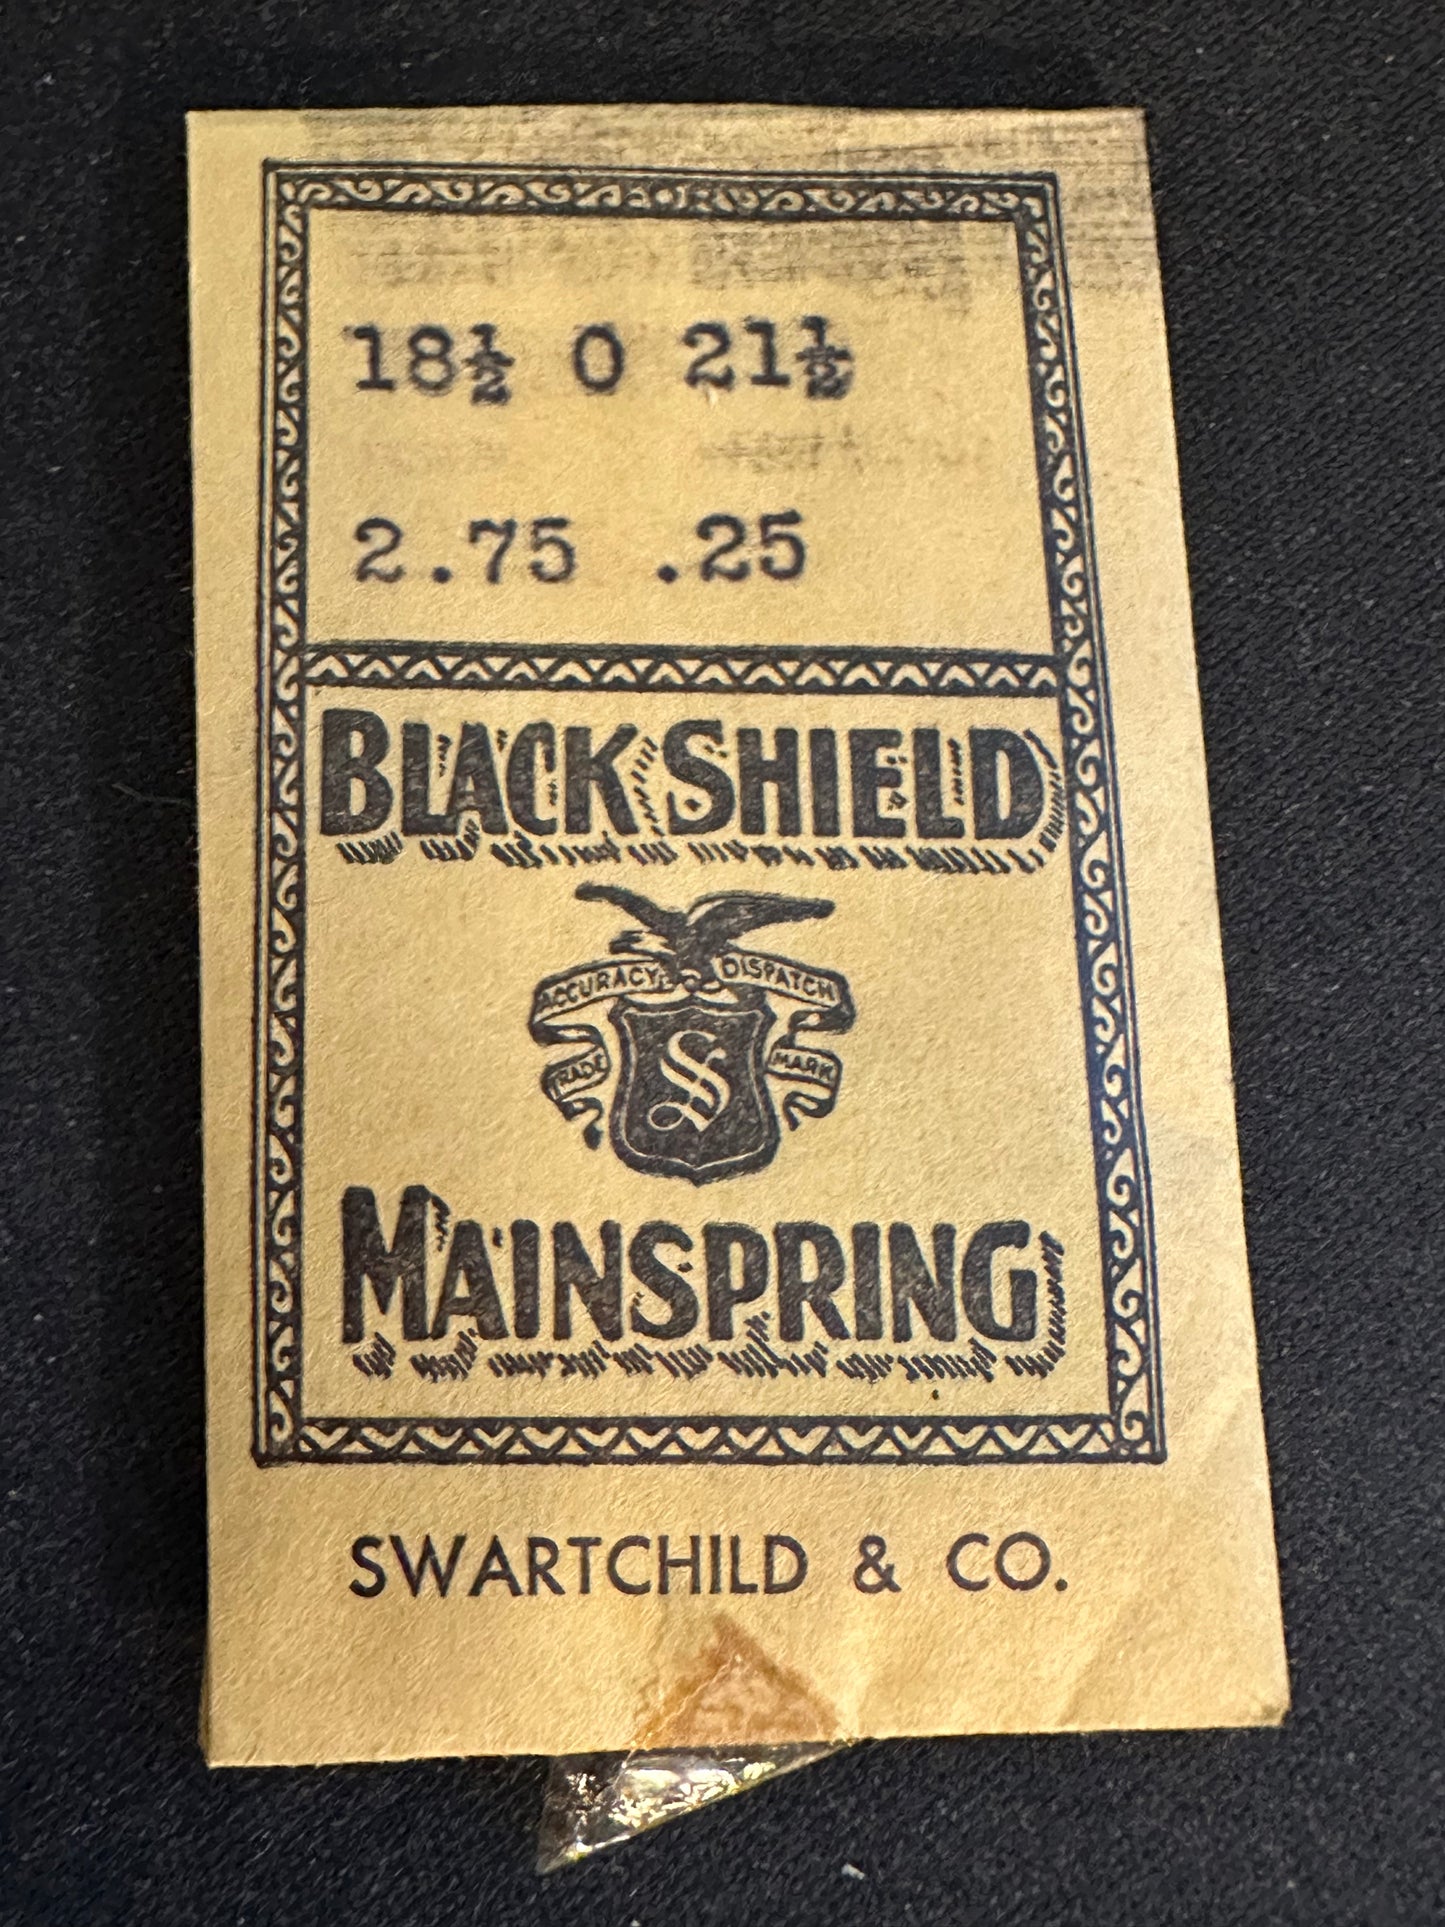 18½ 0 21½
2.75 .25
BLACK SHIELD
ACCURACY DISPATCH
TRADE MARK
S
MAINSPRING
SWARTCHILD & CO.